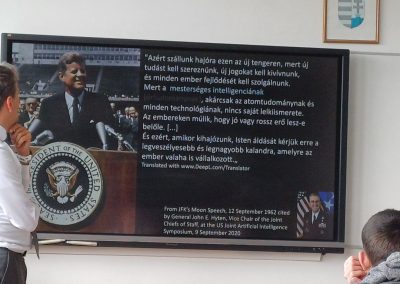 "Azért szállunk hajóra ezen az új tengeren, mert új
tudást kell szereznünk, új jogokat kell kivívnunk,
és minden ember fejlődését kell szolgálnunk.
Mert a mesterséges intelligenciának
, akárcsak az atomtudománynak és
minden technológiának, nincs saját lelkiismerete.
Az embereken múlik, hogy jó vagy rossz erő lesz-e
belőle. [...]
És ezért, amikor kihajózunk, Isten áldását kérjük erre a
legveszélyesebb és legnagyobb kalandra, amelyre az
ember valaha is vállalkozott.„
Translated with www.DeepL.com/Translator
From JFK's Moon Speech, 12 September 1962 cited
by General John E. Hyten, Vice Chair of the Joint
Chiefs of Staff, at the US Joint Artificial Intelligence
Symposium, 9 September 2020
PRESIDENT OF THE